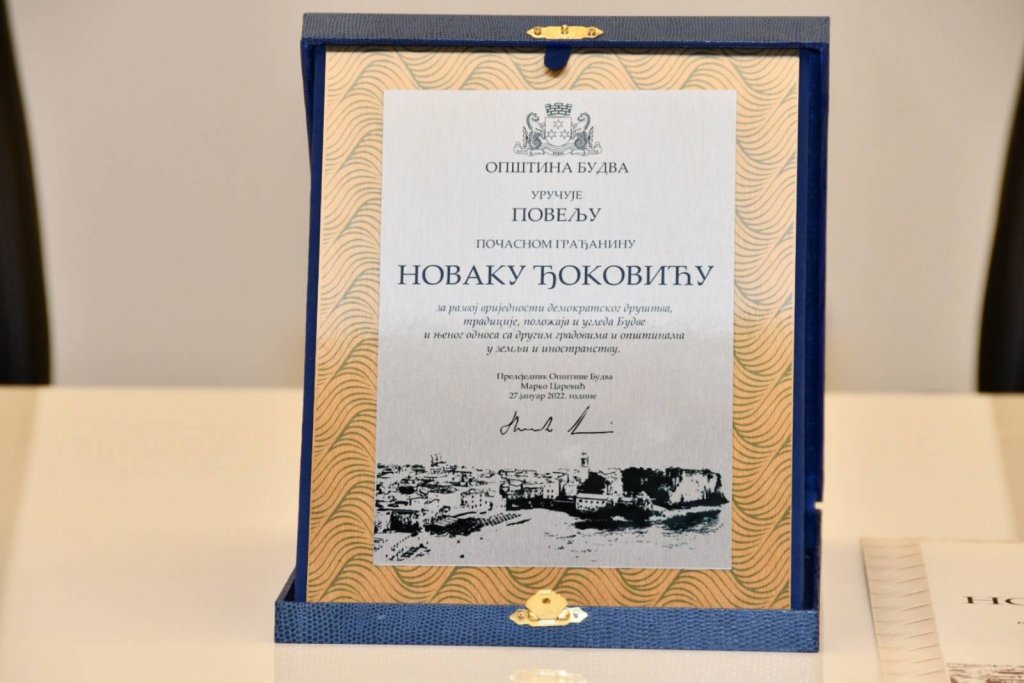 ОПШТИНА БУДВА
УРУЧУЈЕ
ПОВЕЉУ
ПОЧАСНОМ ГРАЂАНИНУ
НОВАКУ ЂОКОВИЋУ
за развој вриједности демократског друштва,
традиције, положаја и угледа Будве
и њеног односа са другим градовима и општинама
у земљи и иностранству.
Предсједник Општине Будва
Марко Царевић
27.јануар 2022. године